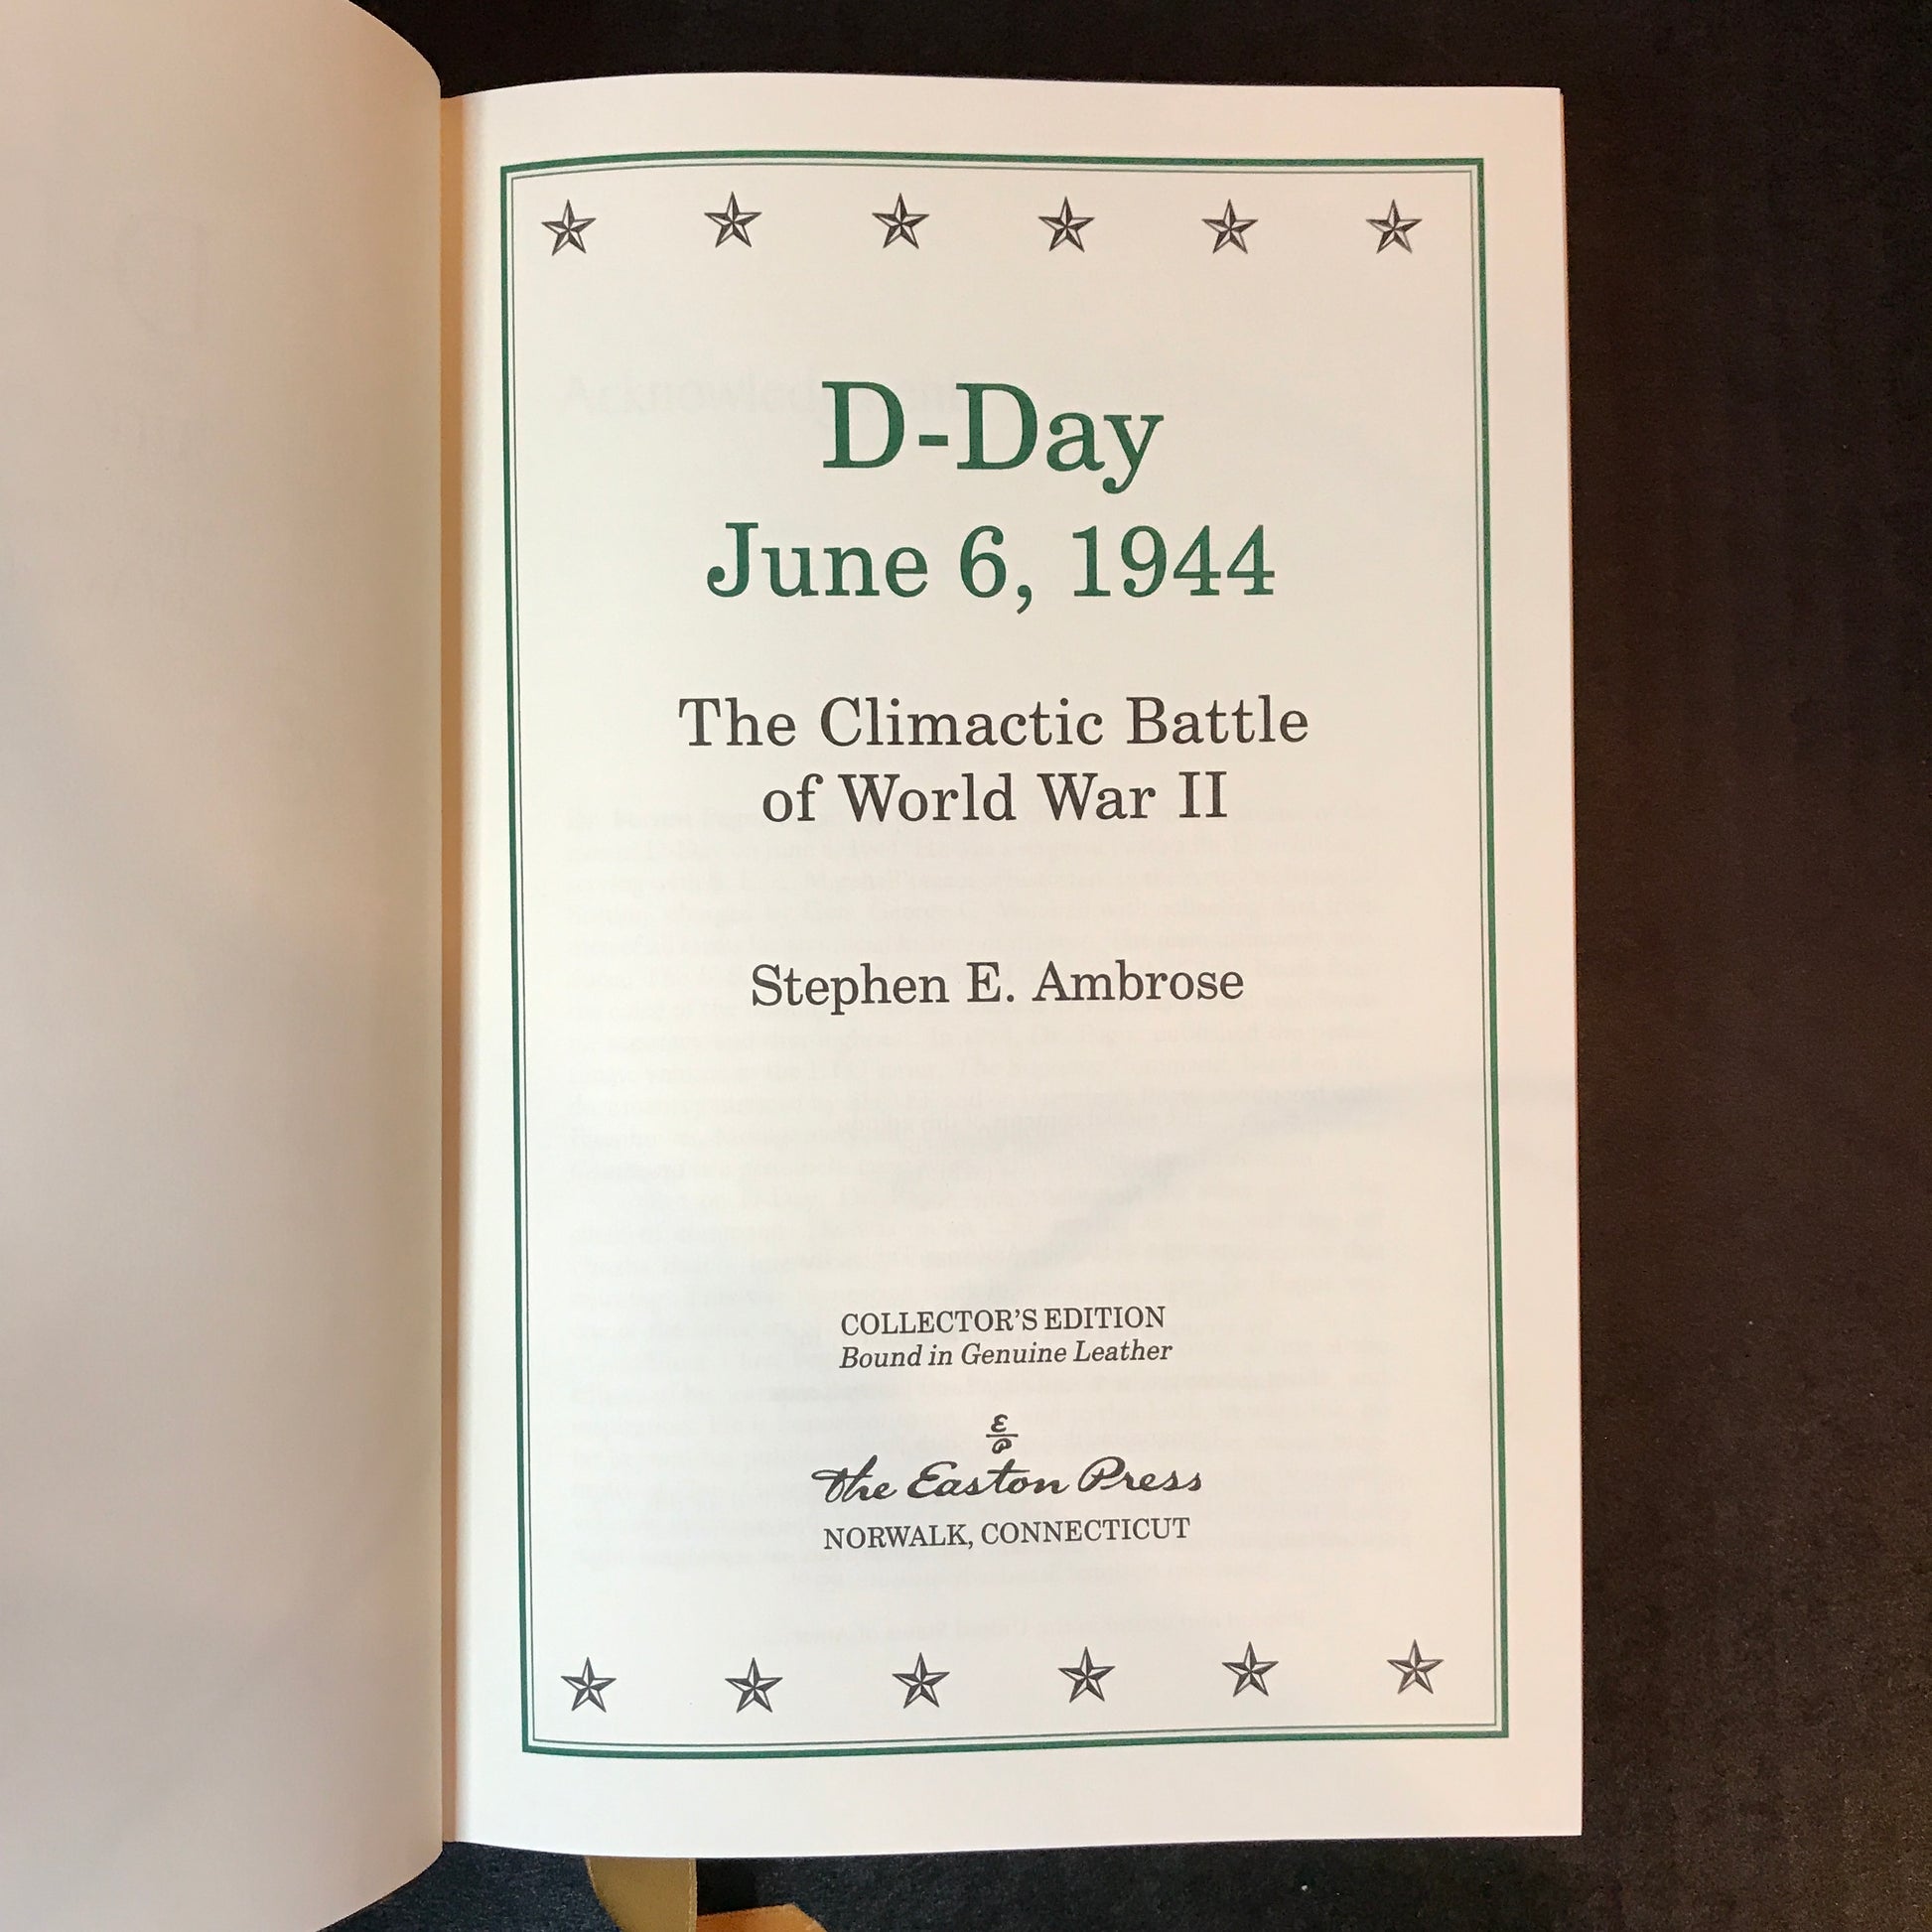 D-Day
June 6, 1944
The Climactic Battle
of World War II
Stephen E. Ambrose
COLLECTOR'S EDITION
Bound in Genuine Leather
E
P
The Easton Press
NORWALK, CONNECTICUT